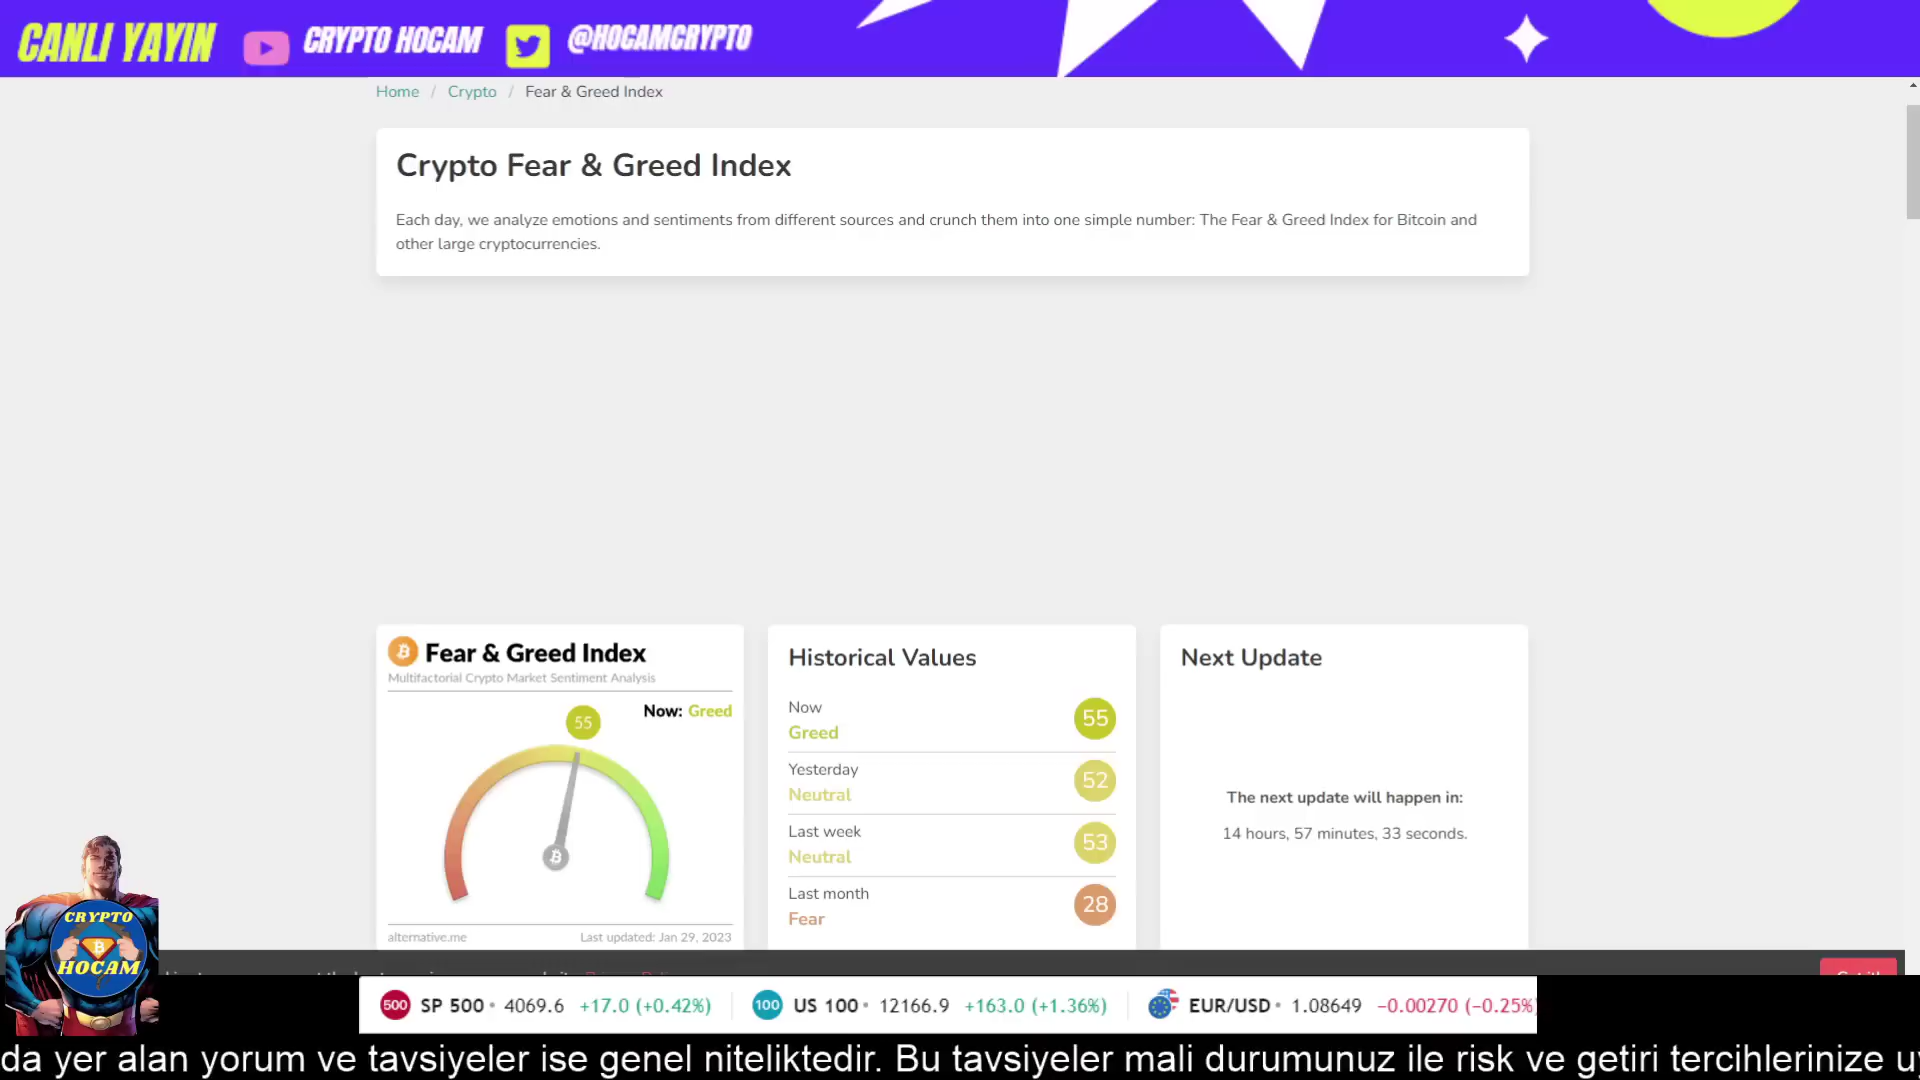 CANLI YAYIN CRYPTO HOCAM @HOCAMCRYPTO
Home / Crypto / Fear & Greed Index
Crypto Fear & Greed Index
Each day, we analyze emotions and sentiments from different sources and crunch them into one simple number: The Fear & Greed Index for Bitcoin and
other large cryptocurrencies.
Fear & Greed Index
Multifactorial Crypto Market Sentiment Analysis
Now: Greed
55
alternative.me Last updated: Jan 29, 2023
Historical Values
Now
Greed 55
Yesterday
Neutral 52
Last week
Neutral 53
Last month
Fear 28
Next Update
The next update will happen in:
14 hours, 57 minutes, 33 seconds.
CRYPTO
HOCAM
500 SP 500 • 4069.6 +17.0 (+0.42%) 100 US 100 • 12166.9 +163.0 (+1.36%) EUR/USD • 1.08649 −0.00270 (−0.25%)
da yer alan yorum ve tavsiyeler ise genel niteliktedir. Bu tavsiyeler mali durumunuz ile risk ve getiri tercihlerinize